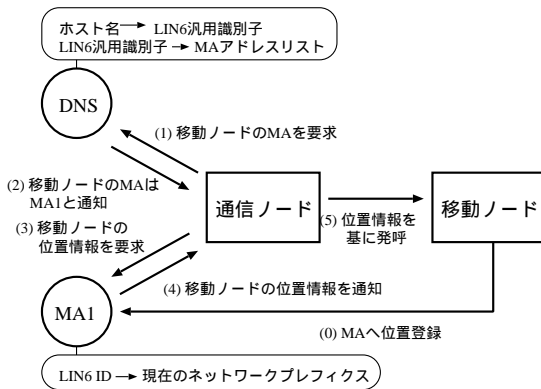 ホスト名 → LIN6汎用識別子
LIN6汎用識別子 → MAアドレスリスト
DNS
(1) 移動ノードのMAを要求
(2) 移動ノードのMAは
MA1と通知
(3) 移動ノードの
位置情報を要求
通信ノード
(5) 位置情報を
基に発呼
移動ノード
(4) 移動ノードの位置情報を通知
MA1
(0) MAへ位置登録
LIN6 ID → 現在のネットワークプレフィクス